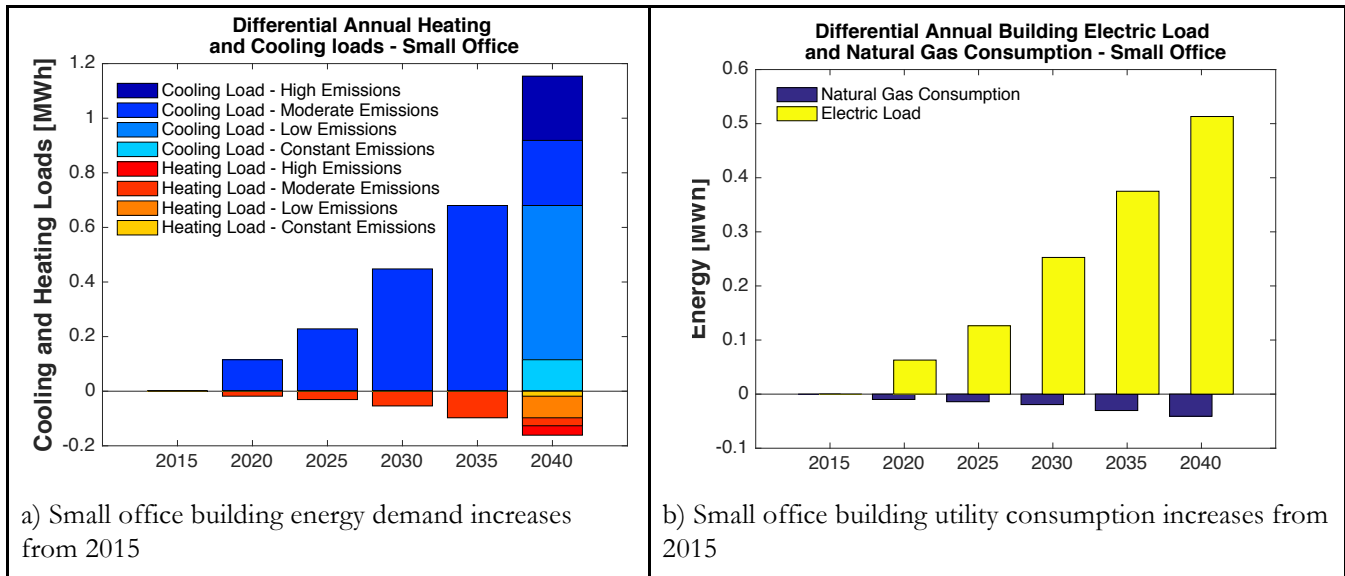 Differential Annual Heating
and Cooling loads - Small Office
Cooling and Heating Loads [MWh]
1.2
1
0.8
0.6
0.4
0.2
0
-0.2
Cooling Load - High Emissions
Cooling Load - Moderate Emissions
Cooling Load - Low Emissions
Cooling Load - Constant Emissions
Heating Load - High Emissions
Heating Load - Moderate Emissions
Heating Load - Low Emissions
Heating Load - Constant Emissions
2015 2020 2025 2030 2035 2040
a) Small office building energy demand increases
from 2015
Differential Annual Building Electric Load
and Natural Gas Consumption - Small Office
Energy [MWh]
0.6
0.5
0.4
0.3
0.2
0.1
0
-0.1
Natural Gas Consumption
Electric Load
2015 2020 2025 2030 2035 2040
b) Small office building utility consumption increases from
2015